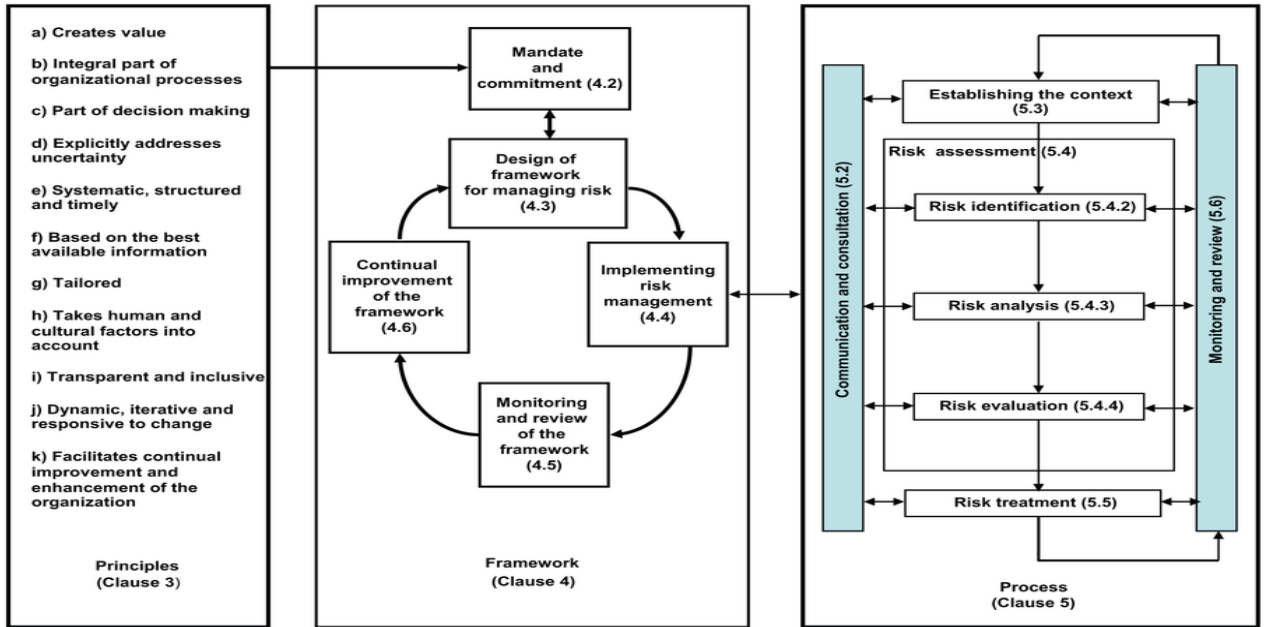 a) Creates value
b) Integral part of
organizational processes
c) Part of decision making
d) Explicitly addresses
uncertainty
e) Systematic, structured
and timely
f) Based on the best
available information
g) Tailored
h) Takes human and
cultural factors into
account
i) Transparent and inclusive
j) Dynamic, iterative and
responsive to change
k) Facilitates continual
improvement and
enhancement of the
organization
Principles
(Clause 3)
Mandate
and
commitment (4.2)
Design of
framework
for managing risk
(4.3)
Implementing
risk
management
(4.4)
Monitoring
and review
of the
framework
(4.5)
Continual
improvement
of the
framework
(4.6)
Framework
(Clause 4)
Communication and consultation (5.2)
Establishing the context
(5.3)
Risk assessment (5.4)
Risk identification (5.4.2)
Risk analysis (5.4.3)
Risk evaluation (5.4.4)
Risk treatment (5.5)
Monitoring and review (5.6)
Process
(Clause 5)